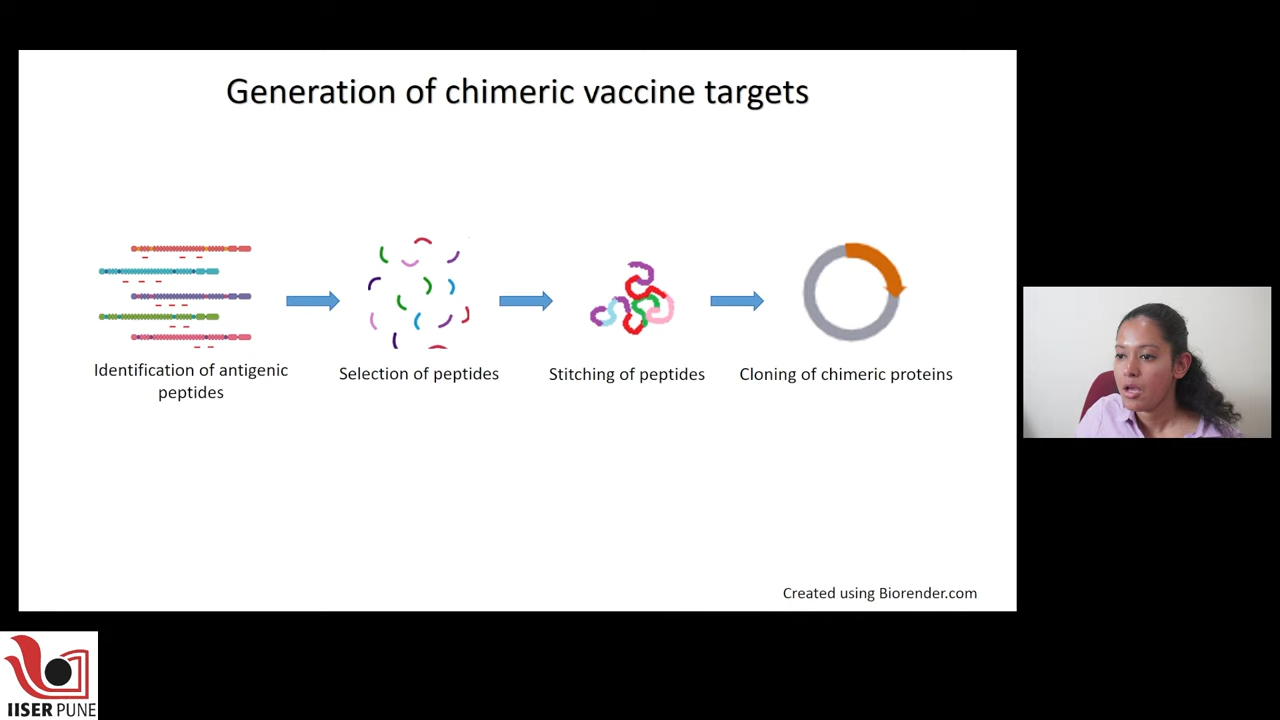 Generation of chimeric vaccine targets
Identification of antigenic
peptides
Selection of peptides
Stitching of peptides
Cloning of chimeric proteins
Created using Biorender.com
IISER PUNE